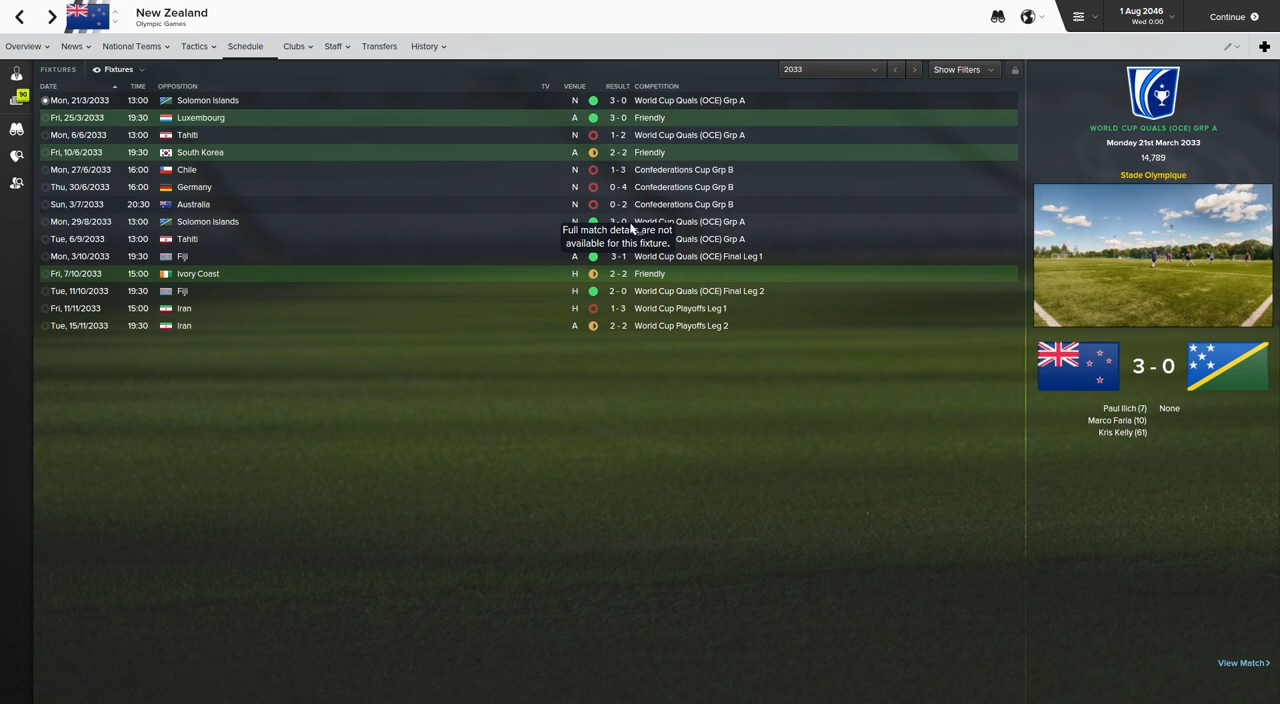 New Zealand
Olympic Games
1 Aug 2046
Wed 0:00
Continue
Overview News National Teams Tactics Schedule Clubs Staff Transfers History
90
FIXTURES Fixtures 2033 Show Filters
DATE TIME OPPOSITION TV VENUE RESULT COMPETITION
Mon, 21/3/2033 13:00 Solomon Islands N 3 - 0 World Cup Quals (OCE) Grp A
Fri, 25/3/2033 19:30 Luxembourg A 3 - 0 Friendly
Mon, 6/6/2033 13:00 Tahiti N 1 - 2 World Cup Quals (OCE) Grp A
Fri, 10/6/2033 19:30 South Korea A 2 - 2 Friendly
Mon, 27/6/2033 16:00 Chile N 1 - 3 Confederations Cup Grp B
Thu, 30/6/2033 16:00 Germany N 0 - 4 Confederations Cup Grp B
Sun, 3/7/2033 20:30 Australia N 0 - 2 Confederations Cup Grp B
Mon, 29/8/2033 13:00 Solomon Islands N 3 - 0 World Cup Quals (OCE) Grp A
Full match details are not
available for this fixture.
Tue, 6/9/2033 13:00 Tahiti Quals (OCE) Grp A
Mon, 3/10/2033 19:30 Fiji A 3 - 1 World Cup Quals (OCE) Final Leg 1
Fri, 7/10/2033 15:00 Ivory Coast H 2 - 2 Friendly
Tue, 11/10/2033 19:30 Fiji H 2 - 0 World Cup Quals (OCE) Final Leg 2
Fri, 11/11/2033 15:00 Iran H 1 - 3 World Cup Playoffs Leg 1
Tue, 15/11/2033 19:30 Iran A 2 - 2 World Cup Playoffs Leg 2
WORLD CUP QUALS (OCE) GRP A
Monday 21st March 2033
14,789
Stade Olympique
3 - 0
Paul Ilich (7) None
Marco Faria (10)
Kris Kelly (61)
View Match